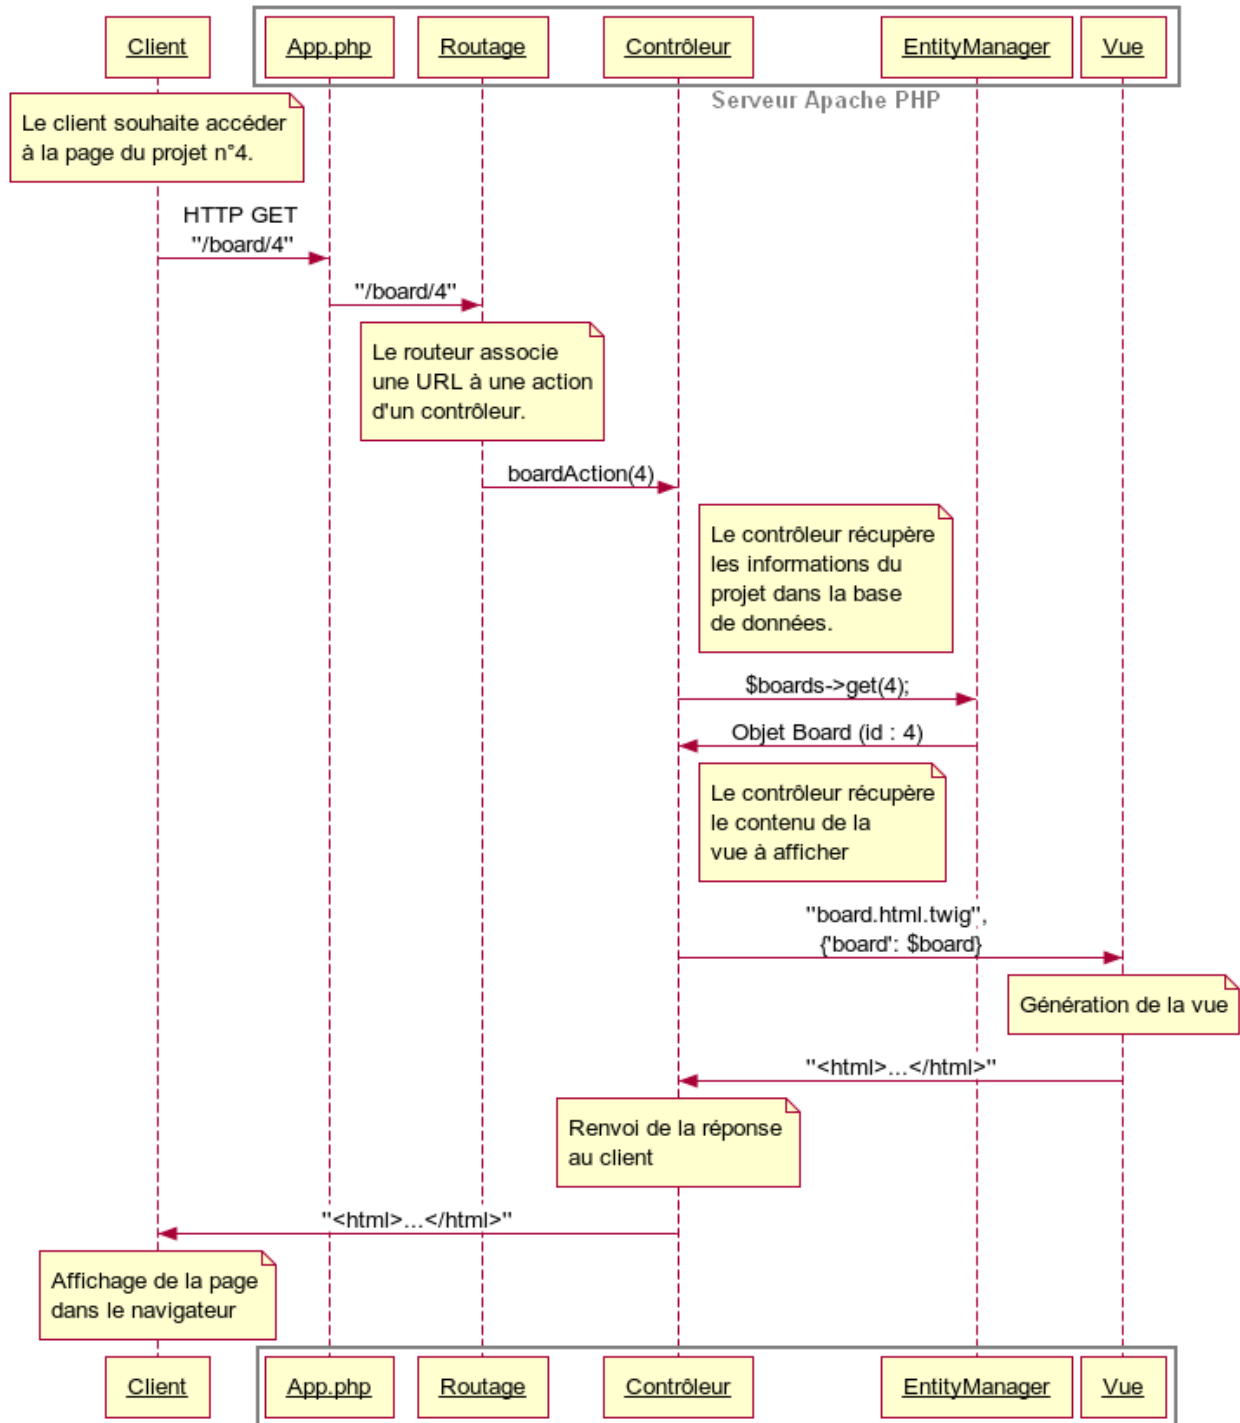 Client
App.php
Routage
Contrôleur
EntityManager
Vue
Serveur Apache PHP
Le client souhaite accéder
à la page du projet n°4.
HTTP GET
"/board/4"
"/board/4"
Le routeur associe
une URL à une action
d'un contrôleur.
boardAction(4)
Le contrôleur récupère
les informations du
projet dans la base
de données.
$boards->get(4);
Objet Board (id : 4)
Le contrôleur récupère
le contenu de la
vue à afficher
"board.html.twig",
{'board': $board}
Génération de la vue
"<html>...</html>"
Renvoi de la réponse
au client
"<html>...</html>"
Affichage de la page
dans le navigateur
Client
App.php
Routage
Contrôleur
EntityManager
Vue